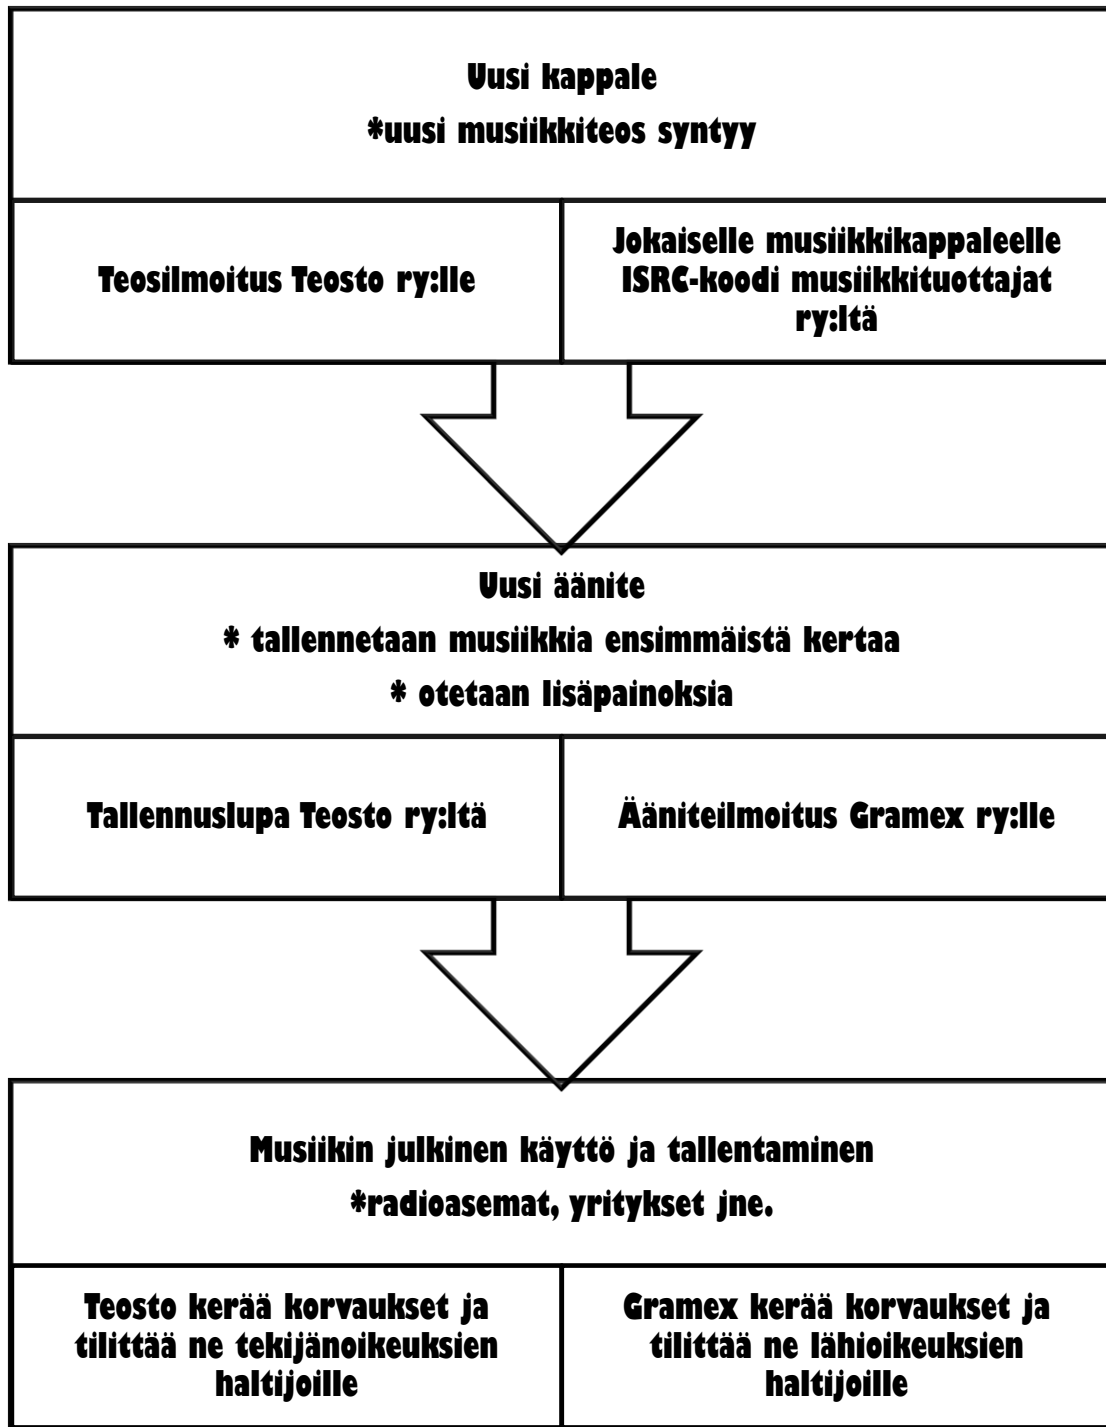 Uusi kappale
*uusi musiikkiteos syntyy
Teosilmoitus Teosto ry:lle
Jokaiselle musiikkikappaleelle
ISRC-koodi musiikkituottajat
ry:ltä
Uusi äänite
* tallennetaan musiikkia ensimmäistä kertaa
* otetaan lisäpainoksia
Tallennuslupa Teosto ry:ltä
Ääniteilmoitus Gramex ry:lle
Musiikin julkinen käyttö ja tallentaminen
*radioasemat, yritykset jne.
Teosto kerää korvaukset ja
tilittää ne tekijänoikeuksien
haltijoille
Gramex kerää korvaukset ja
tilittää ne lähioikeuksien
haltijoille